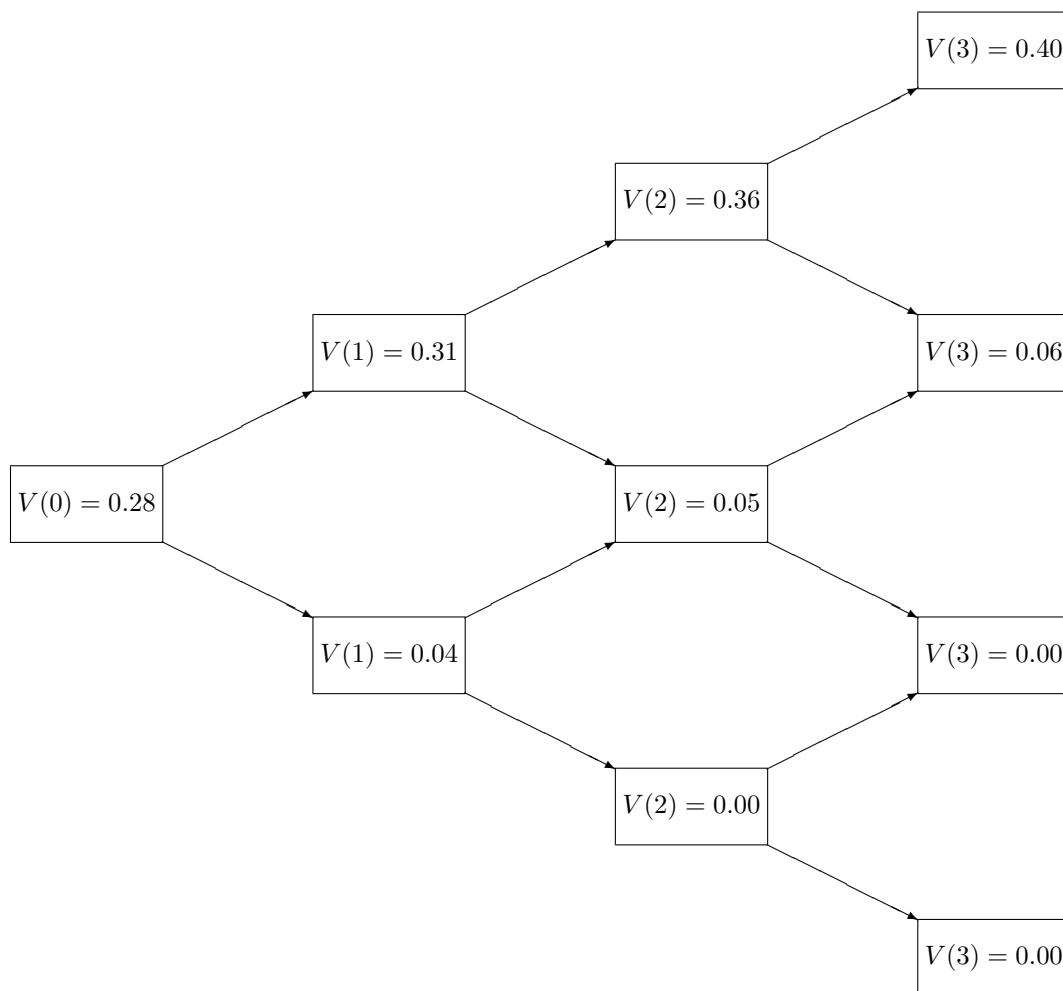 V(3) = 0.40
V(2) = 0.36
V(1) = 0.31
V(3) = 0.06
V(0) = 0.28
V(2) = 0.05
V(1) = 0.04
V(3) = 0.00
V(2) = 0.00
V(3) = 0.00